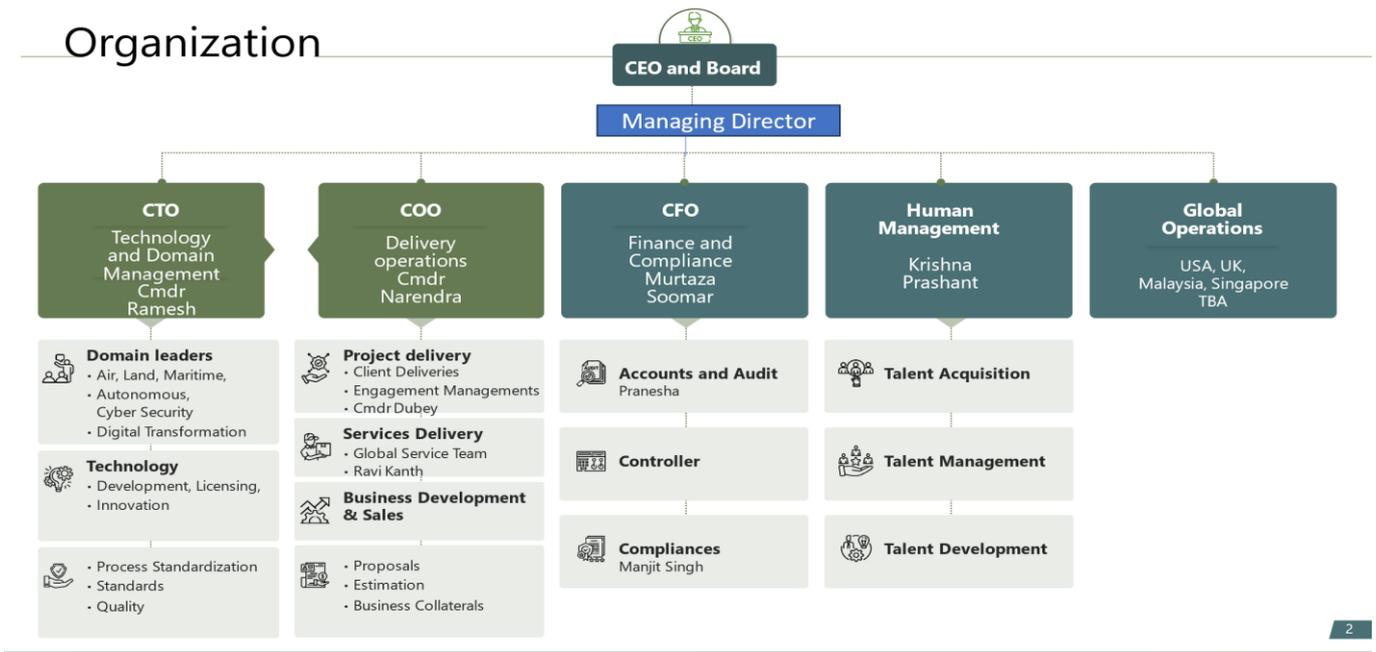 Organization
CEO
CEO and Board
Managing Director
CTO
Technology
and Domain
Management
Cmdr
Ramesh
COO
Delivery
operations
Cmdr
Narendra
CFO
Finance and
Compliance
Murtaza
Soomar
Human
Management
Krishna
Prashant
Global
Operations
USA, UK,
Malaysia, Singapore
TBA
Domain leaders
• Air, Land, Maritime,
• Autonomous,
Cyber Security
• Digital Transformation
Technology
• Development, Licensing,
• Innovation
• Process Standardization
• Standards
• Quality
Project delivery
• Client Deliveries
• Engagement Managements
• Cmdr Dubey
Services Delivery
• Global Service Team
• Ravi Kanth
Business Development
& Sales
• Proposals
• Estimation
• Business Collaterals
AUDIT
Accounts and Audit
Pranesha
Controller
Compliances
Manjit Singh
Talent Acquisition
Talent Management
Talent Development
2